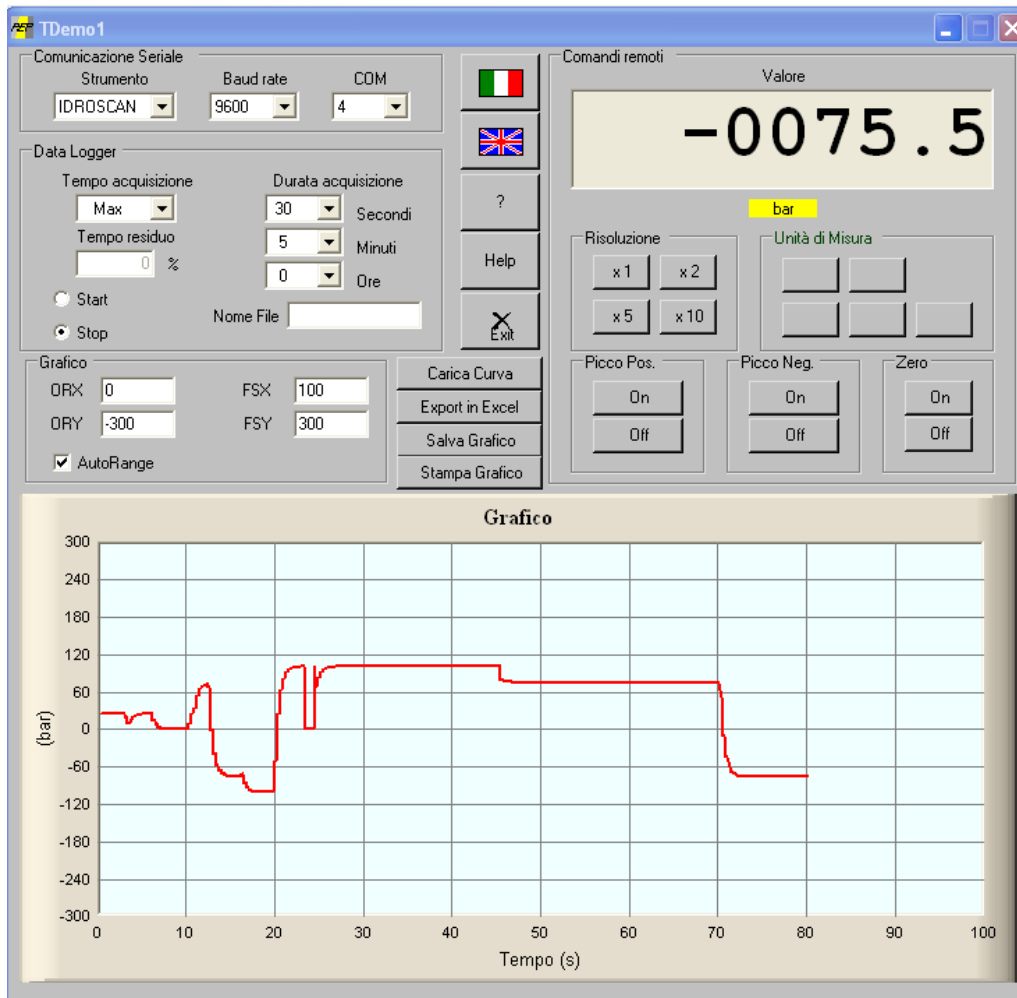 PEP TDemo1
Comunicazione Seriale
Strumento Baud rate COM
IDROSCAN 9600 4
Data Logger
Tempo acquisizione Durata acquisizione
Max 30 Secondi
Tempo residuo 5 Minuti
0 % 0 Ore
Start
Stop
Nome File
?
Help
Exit
Comandi remoti
Valore
-0075.5
bar
Risoluzione
x 1 x 2
x 5 x 10
Unità di Misura
Picco Pos. Picco Neg. Zero
On On On
Off Off Off
Grafico
ORX 0 FSX 100
ORY -300 FSY 300
AutoRange
Carica Curva
Export in Excel
Salva Grafico
Stampa Grafico
Grafico
300
240
180
120
60
0
-60
-120
-180
-240
-300
(bar)
0 10 20 30 40 50 60 70 80 90 100
Tempo (s)